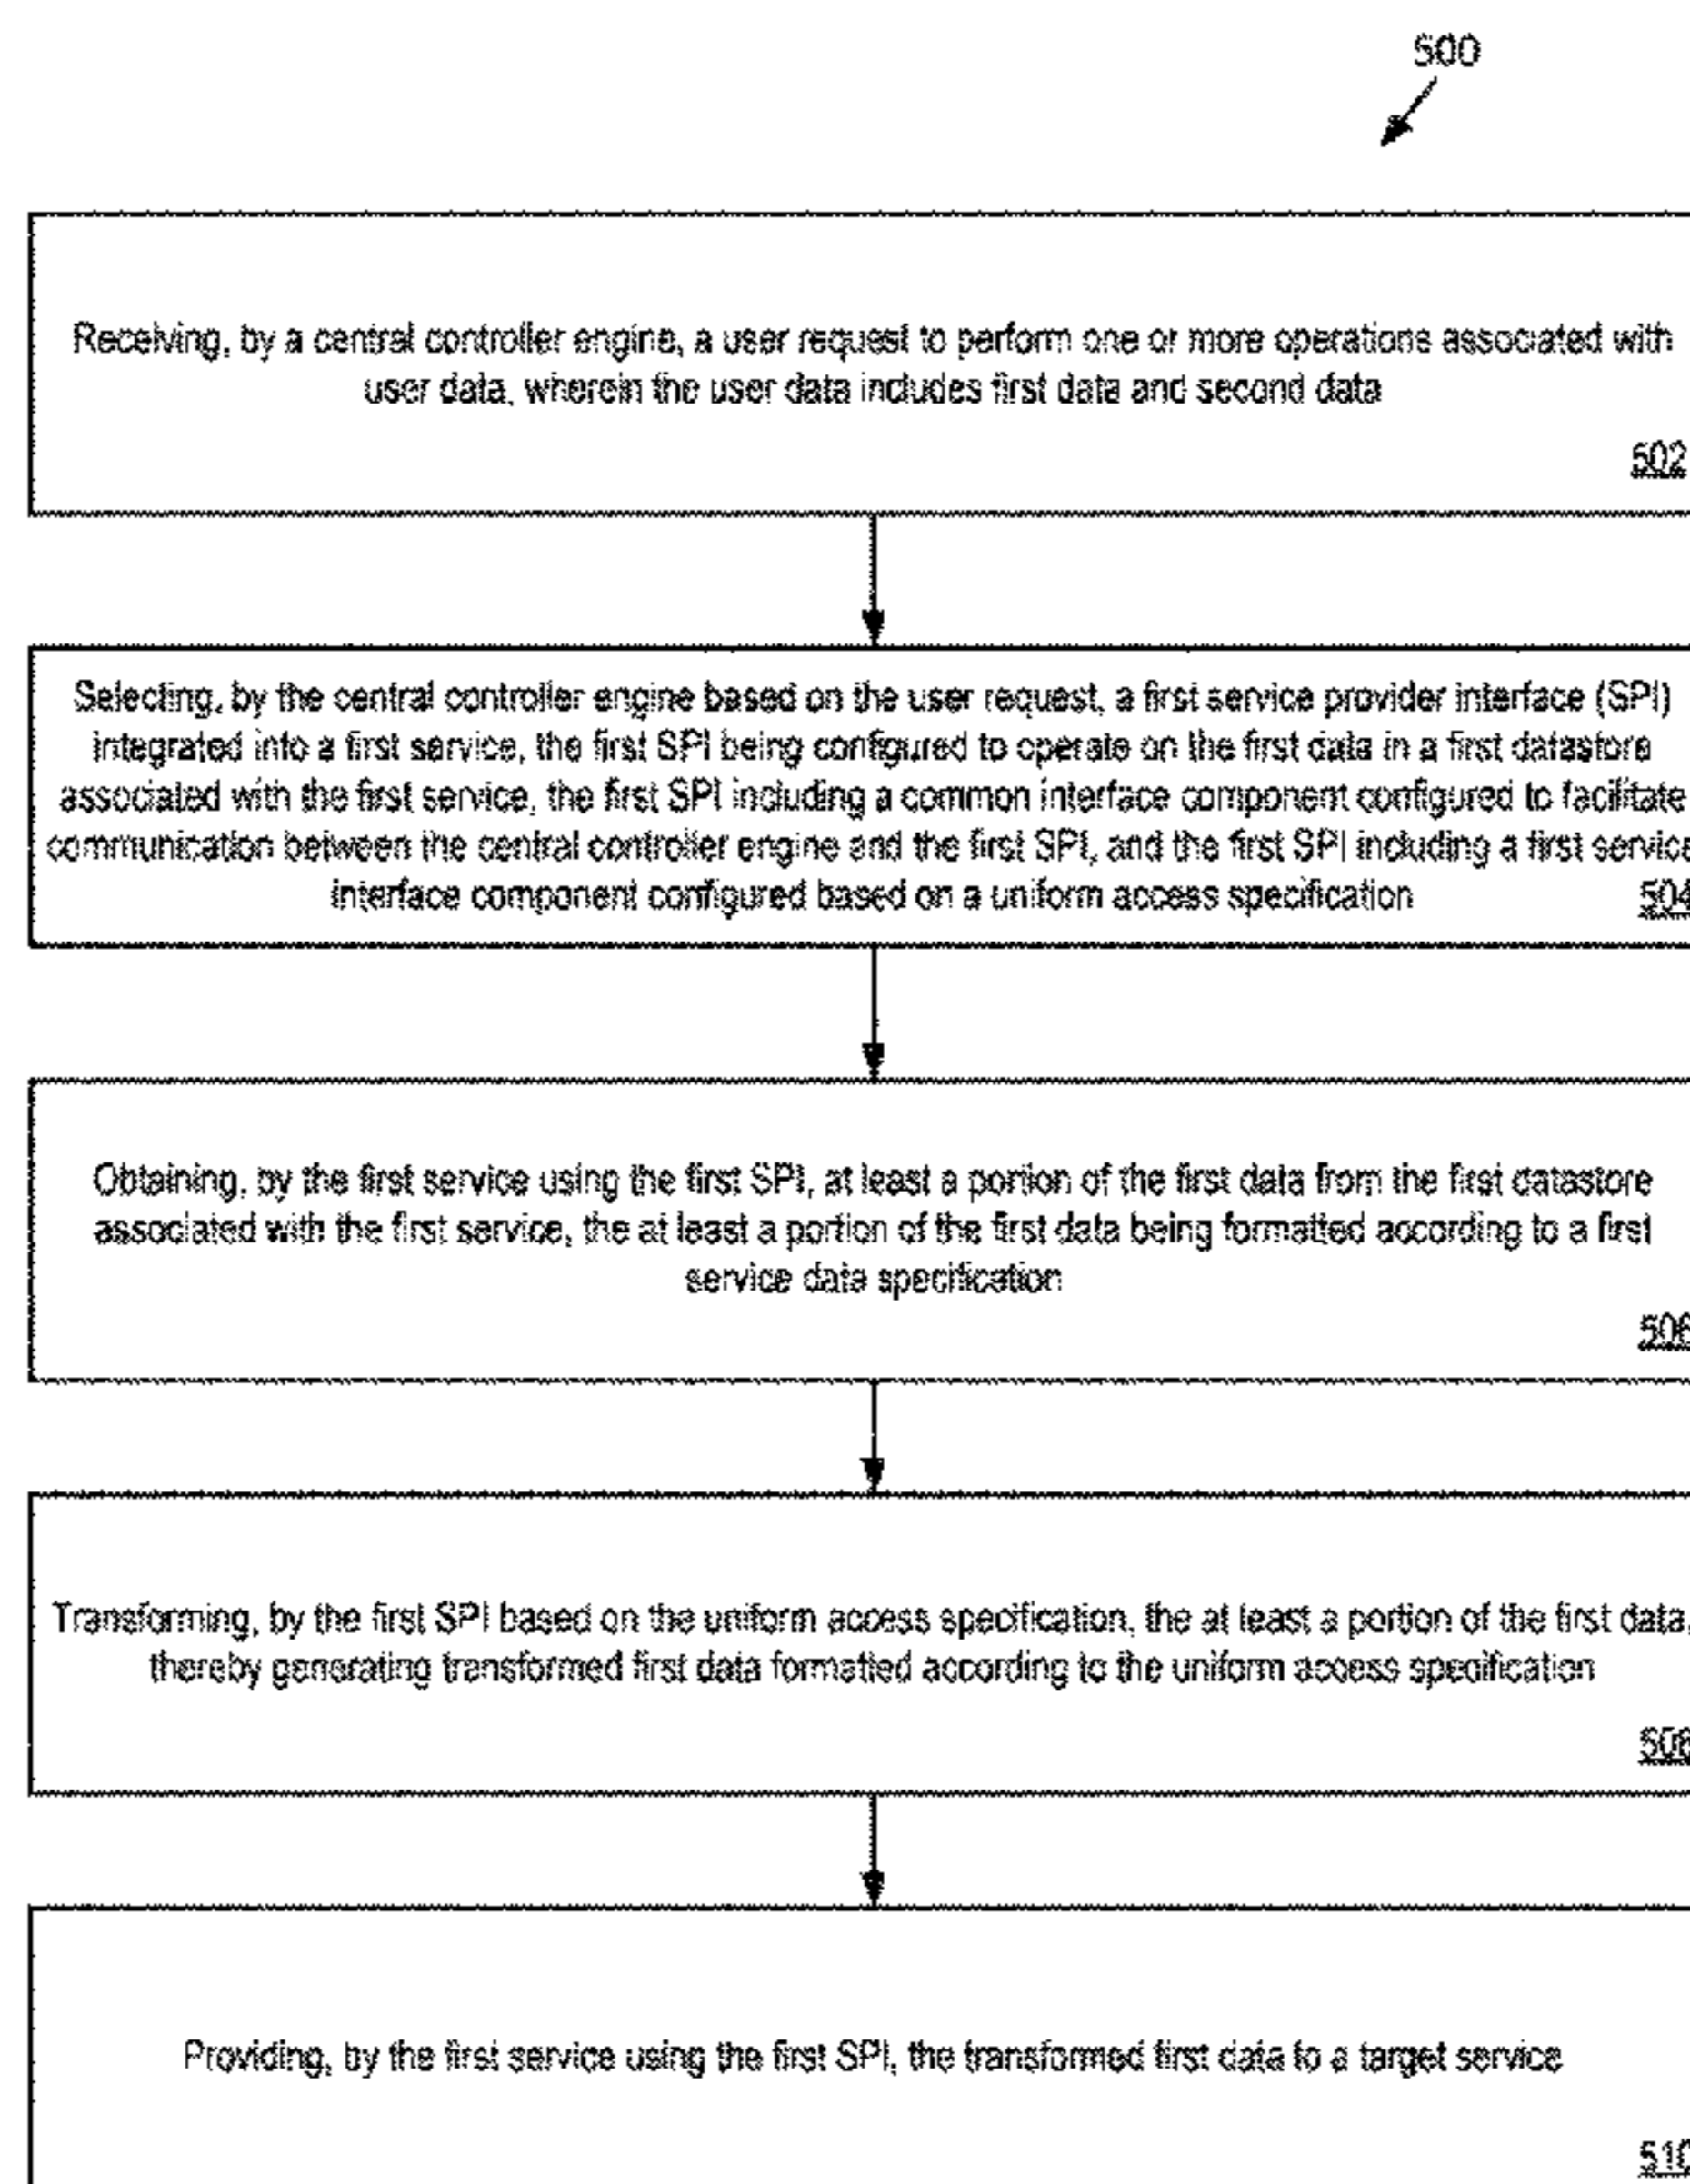 500
Receiving, by a central controller engine, a user request to perform one or more operations associated with
user data, wherein the user data includes first data and second data
502
Selecting, by the central controller engine based on the user request, a first service provider interface (SPI)
integrated into a first service, the first SPI being configured to operate on the first data in a first datastore
associated with the first service, the first SPI including a common interface component configured to facilitate
communication between the central controller engine and the first SPI, and the first SPI including a first service
interface component configured based on a uniform access specification
504
Obtaining, by the first service using the first SPI, at least a portion of the first data from the first datastore
associated with the first service, the at least a portion of the first data being formatted according to a first
service data specification
506
Transforming, by the first SPI based on the uniform access specification, the at least a portion of the first data,
thereby generating transformed first data formatted according to the uniform access specification
508
Providing, by the first service using the first SPI, the transformed first data to a target service
510